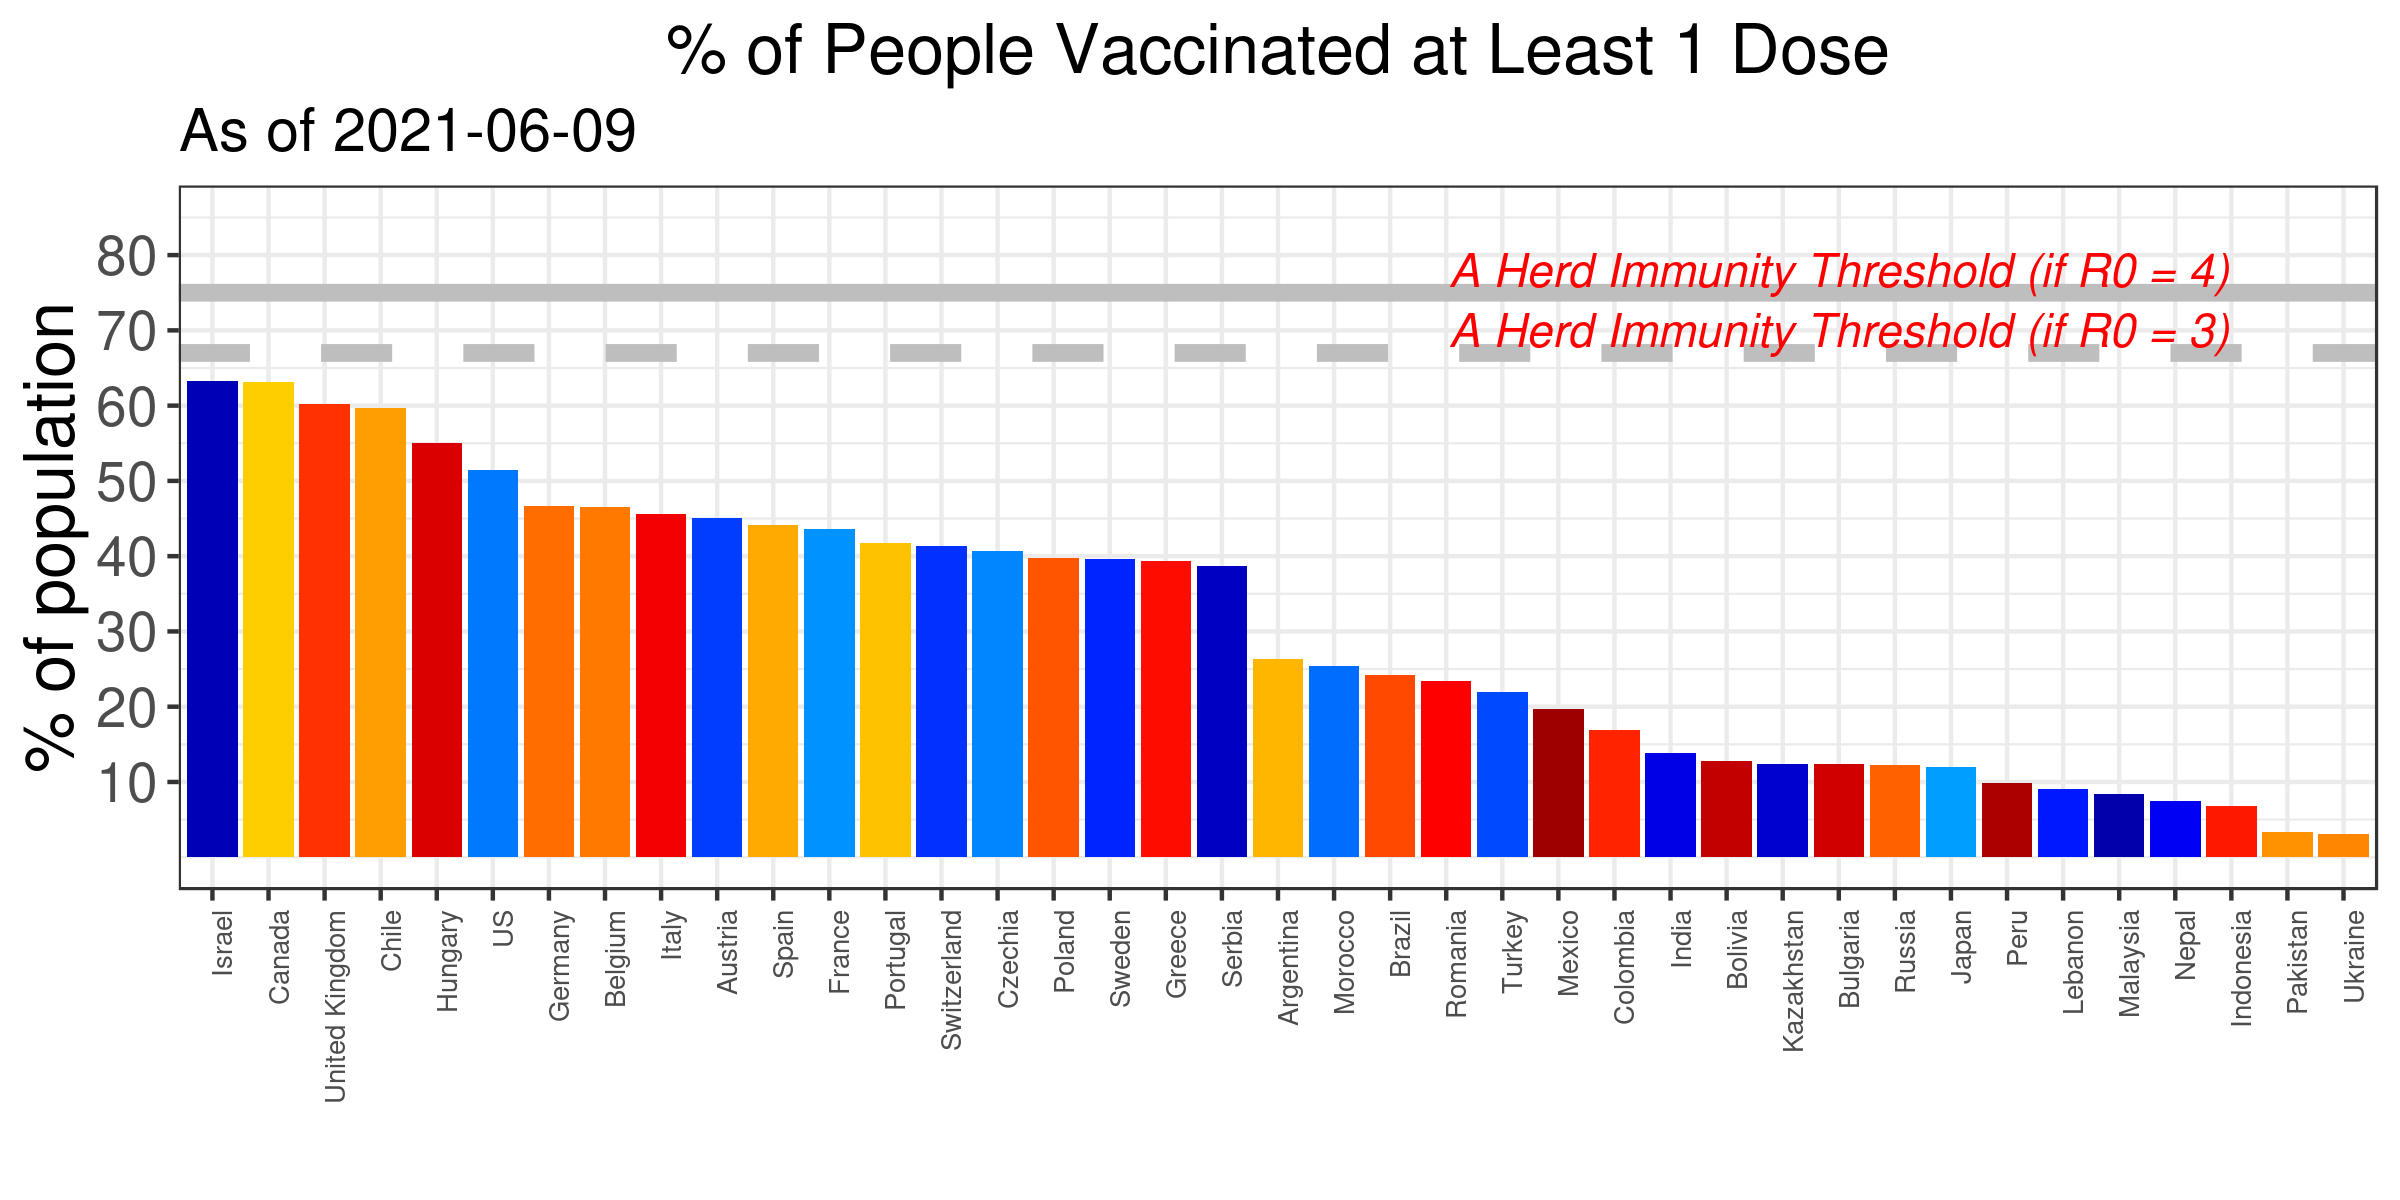 % of People Vaccinated at Least 1 Dose
As of 2021-06-09
% of population
80
70
60
50
40
30
20
10
A Herd Immunity Threshold (if R0 = 4)
A Herd Immunity Threshold (if R0 = 3)
Israel
Canada
United Kingdom
Chile
Hungary
US
Germany
Belgium
Italy
Austria
Spain
France
Portugal
Switzerland
Czechia
Poland
Sweden
Greece
Serbia
Argentina
Morocco
Brazil
Romania
Turkey
Mexico
Colombia
India
Bolivia
Kazakhstan
Bulgaria
Russia
Japan
Peru
Lebanon
Malaysia
Nepal
Indonesia
Pakistan
Ukraine